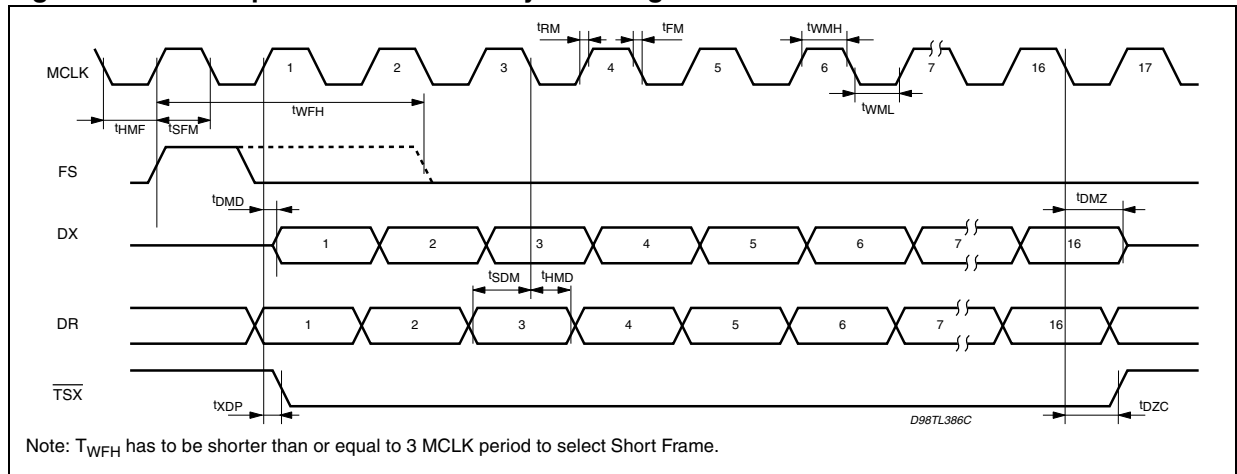 tRM tFM tWMH
MCLK 1 2 3 4 5 6 7 16 17
tWFH tWML
tHMF tSFM
FS
tDMD tDMZ
DX 1 2 3 4 5 6 7 16
tSDM tHMD
DR 1 2 3 4 5 6 7 16
TSX
tXDP tDZC
D98TL386C
Note: TWFH has to be shorter than or equal to 3 MCLK period to select Short Frame.